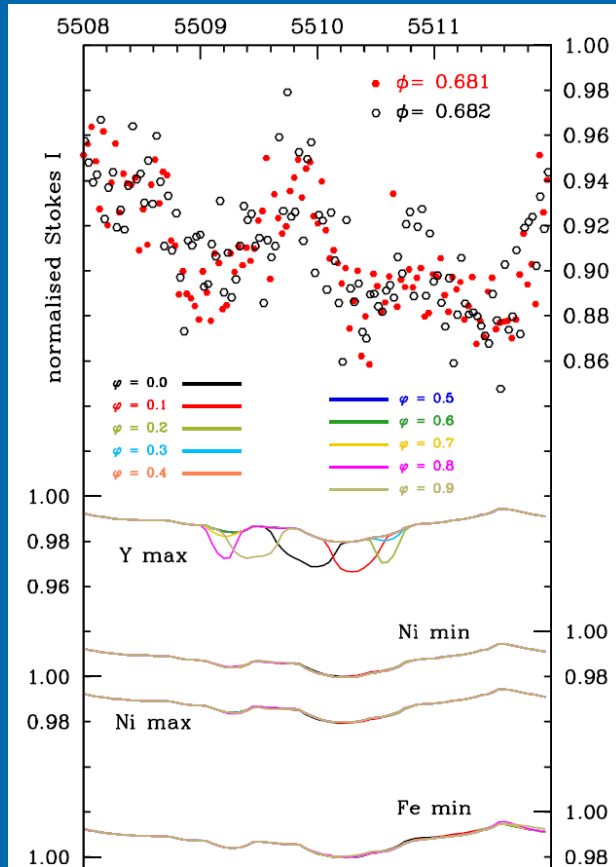 5508 5509 5510 5511
1.00
ϕ= 0.681
0.98
ϕ= 0.682
0.96
0.94
0.92
0.90
0.88
0.86
normalised Stokes I
φ = 0.0
φ = 0.1
φ = 0.2
φ = 0.3
φ = 0.4
φ = 0.5
φ = 0.6
φ = 0.7
φ = 0.8
φ = 0.9
1.00
0.98
Y max
0.96
Ni min
1.00
1.00
0.98
Ni max
0.98
Fe min
1.00
1.00
0.98